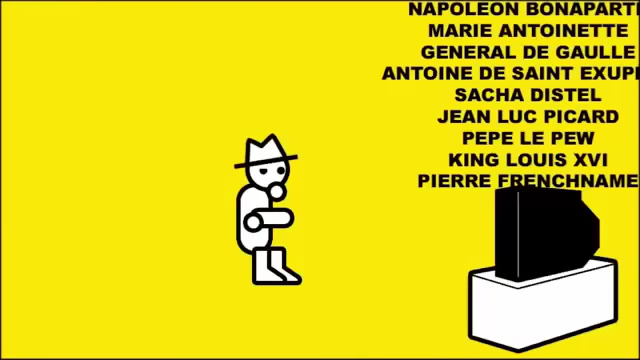 NAPOLEON BONAPART
MARIE ANTOINETTE
GENERAL DE GAULLE
ANTOINE DE SAINT EXUP
SACHA DISTEL
JEAN LUC PICARD
PEPE LE PEW
KING LOUIS XVI
PIERRE FRENCHNAME